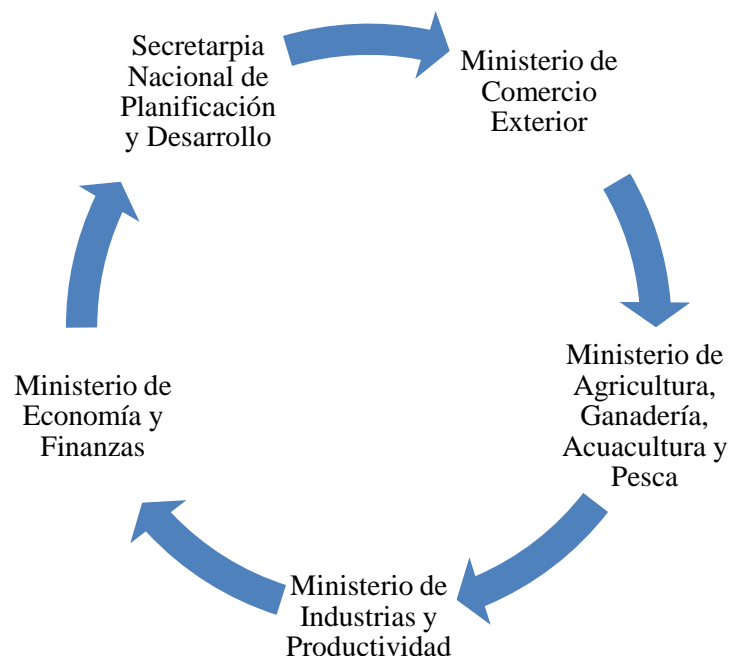 Secretarpia
Nacional de
Planificación
y Desarrollo
Ministerio de
Comercio
Exterior
Ministerio de
Agricultura,
Ganadería,
Acuacultura y
Pesca
Ministerio de
Industrias y
Productividad
Ministerio de
Economía y
Finanzas